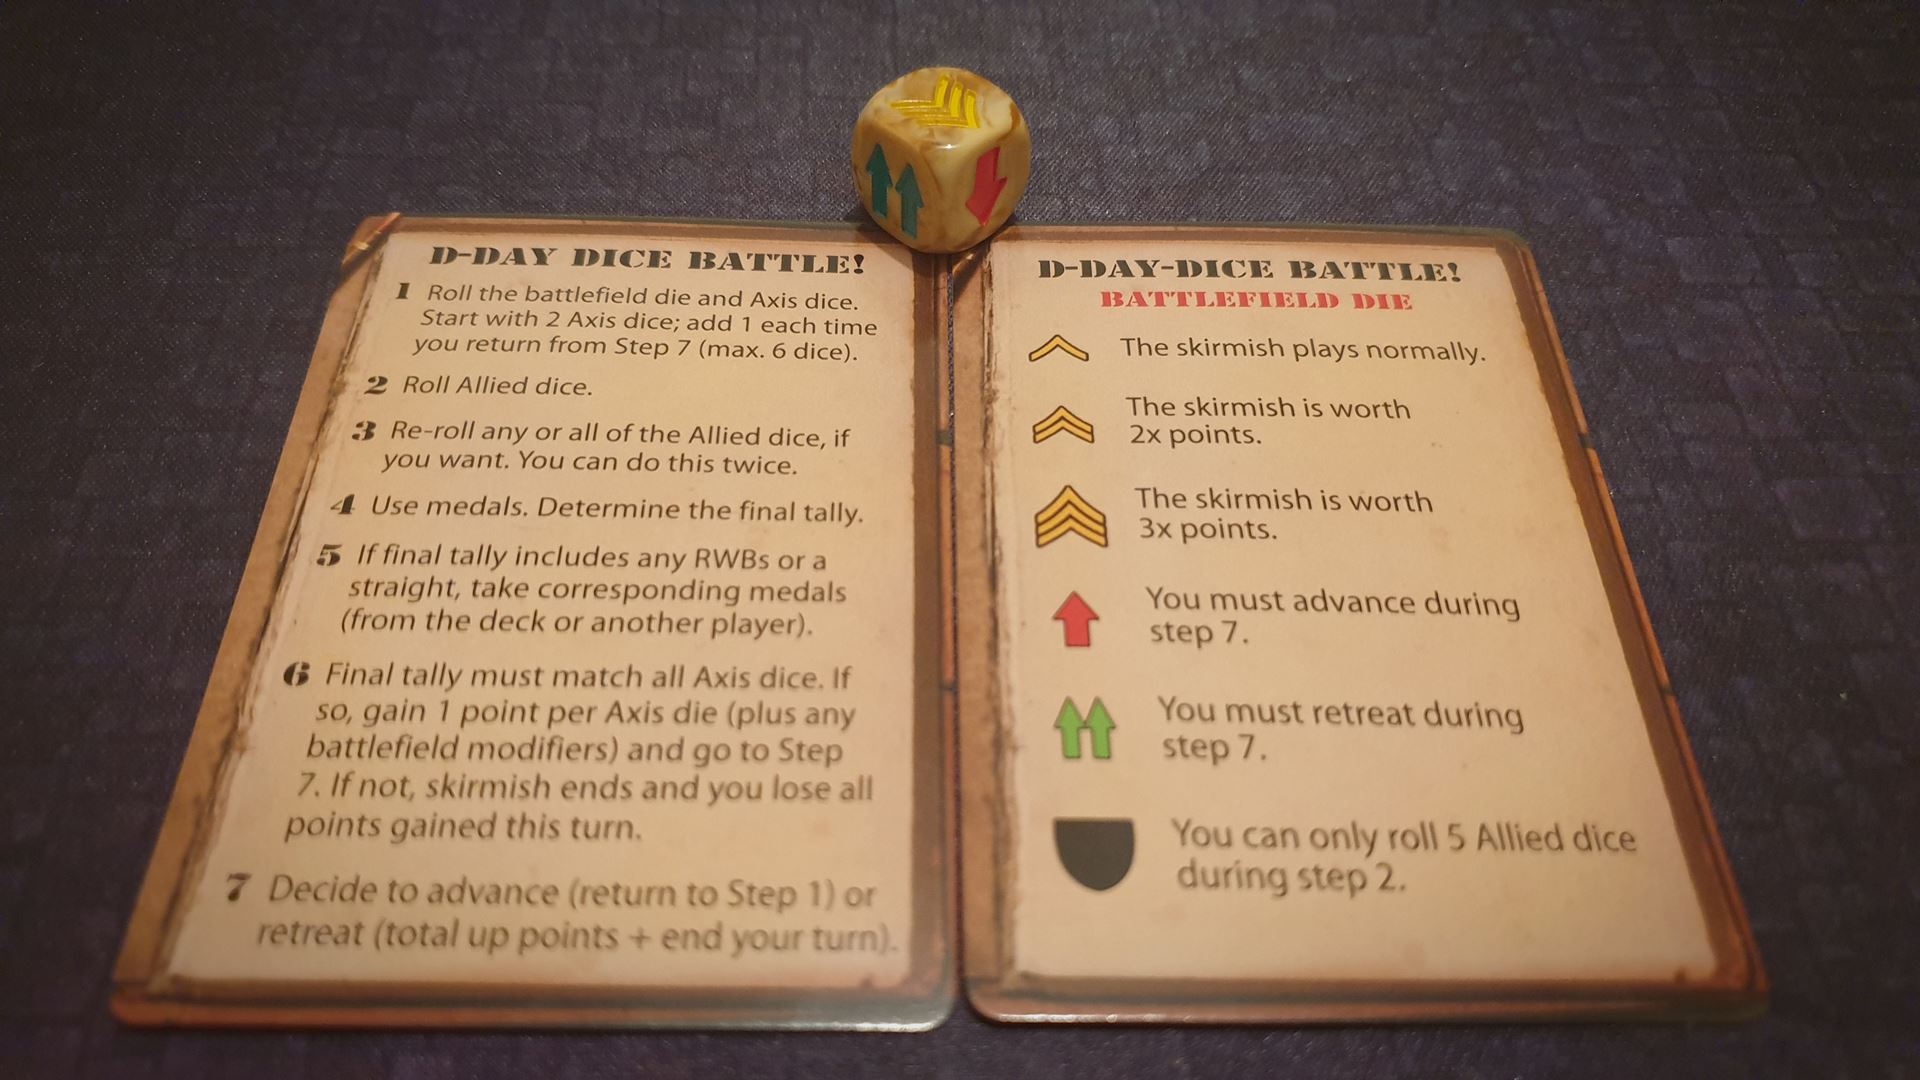 D-DAY DICE BATTLE!
1 Roll the battlefield die and Axis dice.
Start with 2 Axis dice; add 1 each time
you return from Step 7 (max. 6 dice).
2 Roll Allied dice.
3 Re-roll any or all of the Allied dice, if
you want. You can do this twice.
4 Use medals. Determine the final tally.
5 If final tally includes any RWBs or a
straight, take corresponding medals
(from the deck or another player).
6 Final tally must match all Axis dice. If
so, gain 1 point per Axis die (plus any
battlefield modifiers) and go to Step
7. If not, skirmish ends and you lose all
points gained this turn.
7 Decide to advance (return to Step 1) or
retreat (total up points + end your turn).
D-DAY-DICE BATTLE!
BATTLEFIELD DIE
The skirmish plays normally.
The skirmish is worth
2x points.
The skirmish is worth
3x points.
You must advance during
step 7.
You must retreat during
step 7.
You can only roll 5 Allied dice
during step 2.